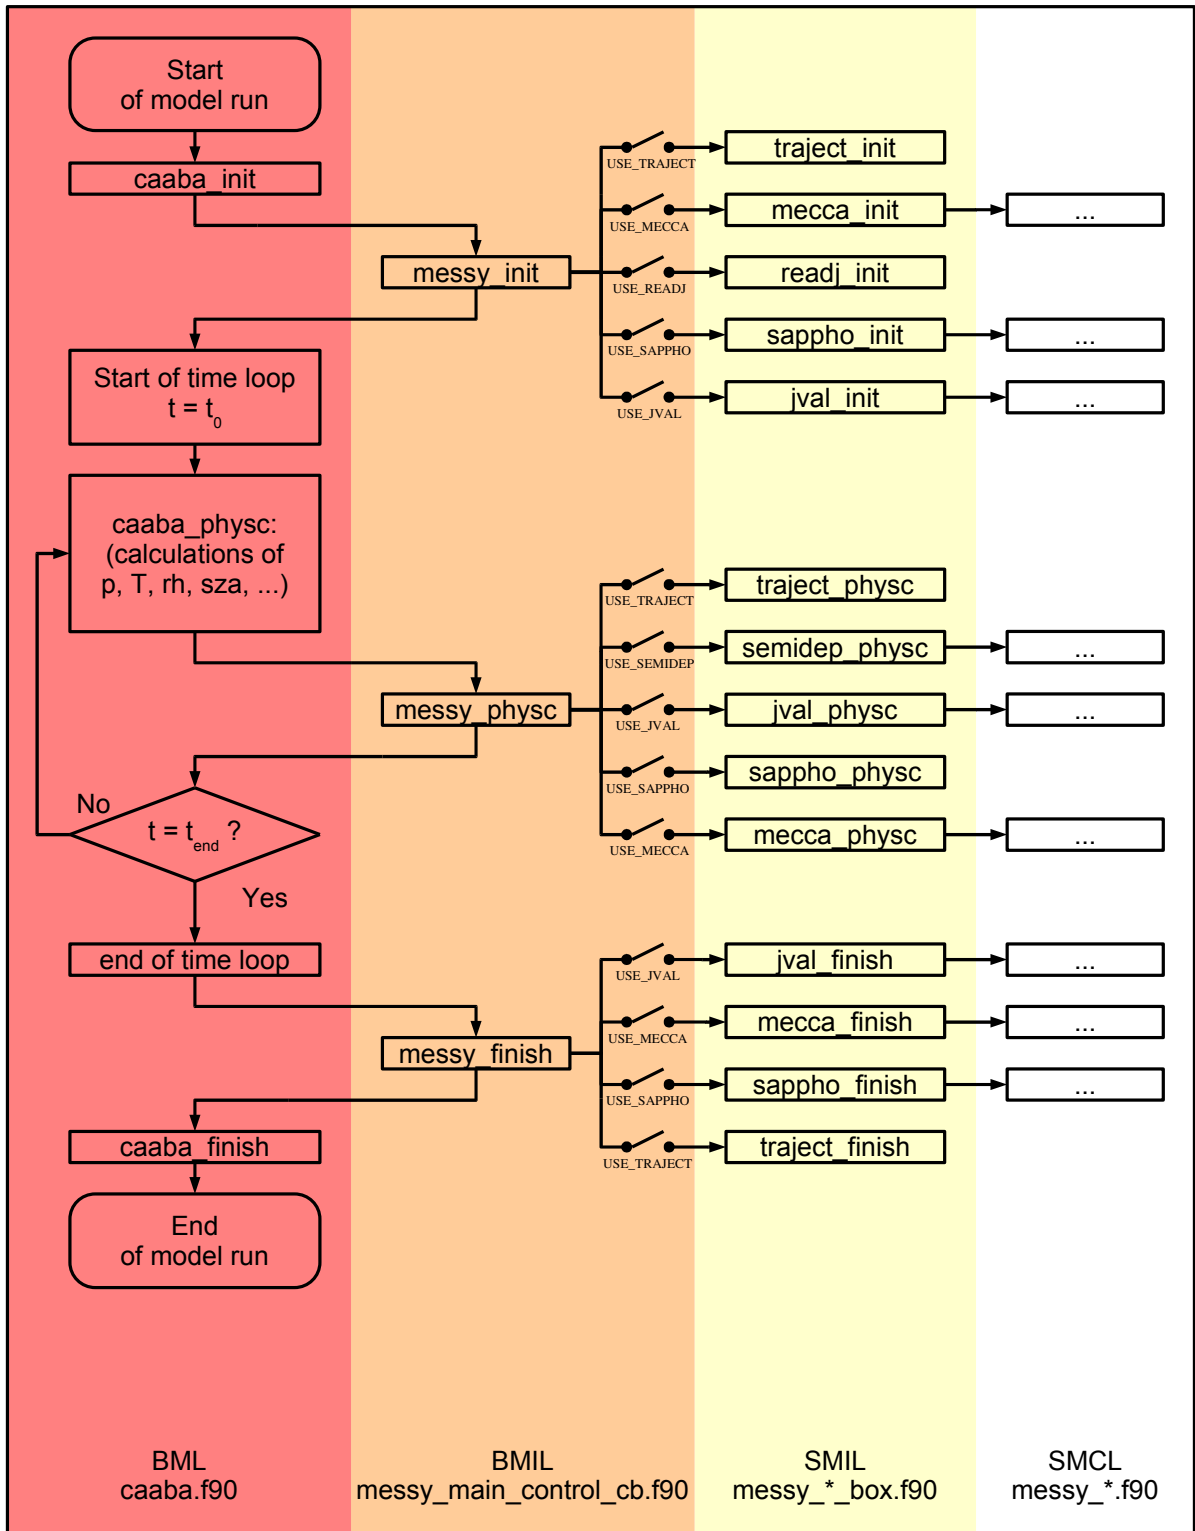 Start
of model run
caaba_init
messy_init
USE_TRAJECT
traject_init
USE_MECCA
mecca_init
...
USE_READJ
readj_init
USE_SAPPHO
sappho_init
...
USE_JVAL
jval_init
...
Start of time loop
t = t0
caaba_physc:
(calculations of
p, T, rh, sza, ...)
messy_physc
USE_TRAJECT
traject_physc
USE_SEMIDEP
semidep_physc
...
USE_JVAL
jval_physc
...
USE_SAPPHO
sappho_physc
USE_MECCA
mecca_physc
...
No
t = tend ?
Yes
end of time loop
messy_finish
USE_JVAL
jval_finish
...
USE_MECCA
mecca_finish
...
USE_SAPPHO
sappho_finish
...
USE_TRAJECT
traject_finish
caaba_finish
End
of model run
BML
caaba.f90
BMIL
messy_main_control_cb.f90
SMIL
messy_*_box.f90
SMCL
messy_*.f90